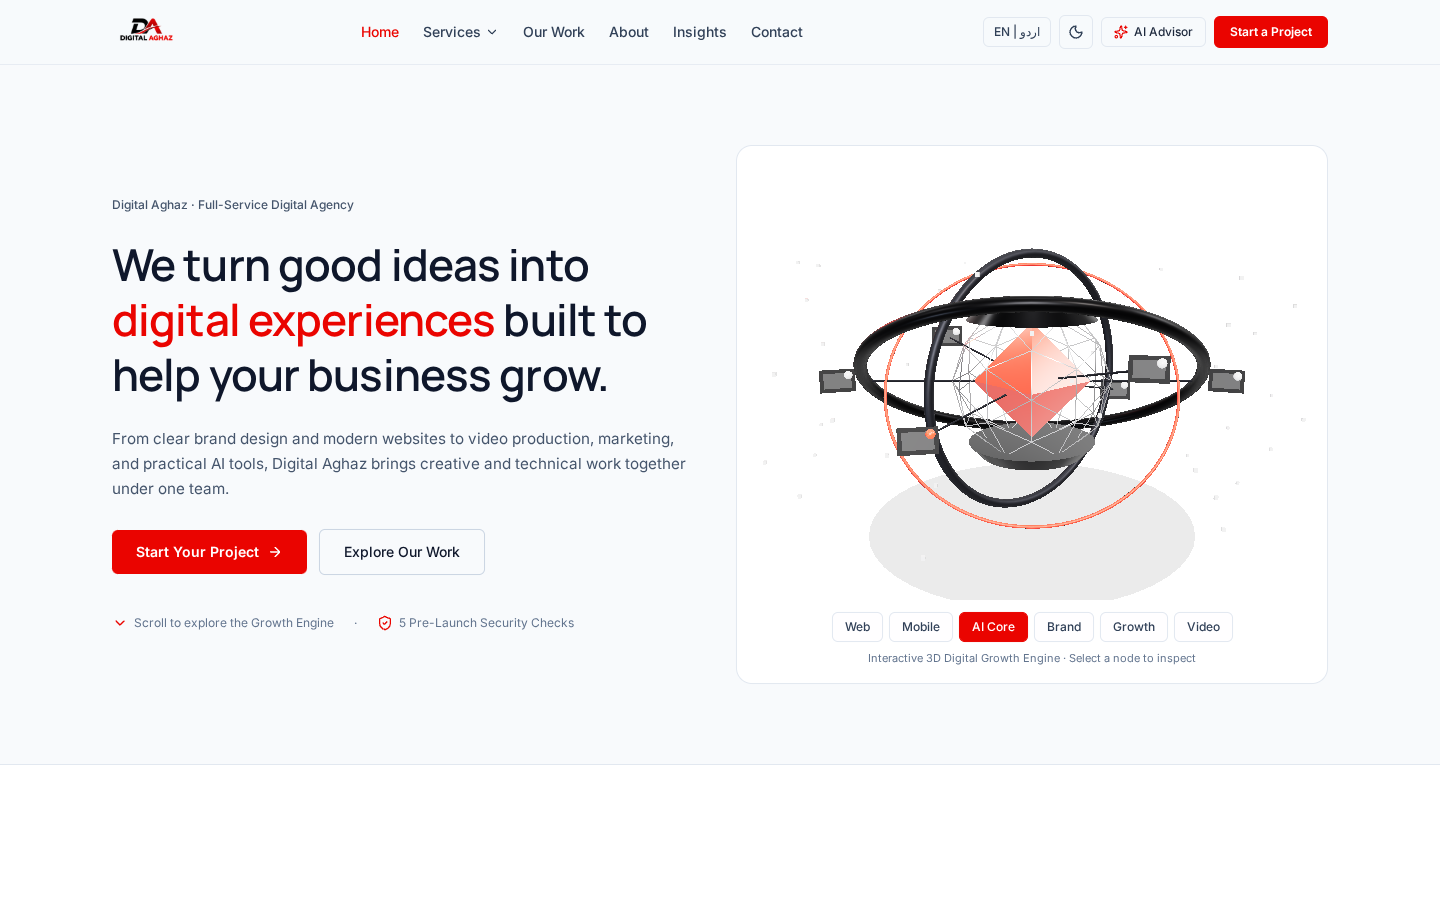 DA
DIGITAL AGHAZ
Home
Services
Our Work
About
Insights
Contact
EN | اردو
AI Advisor
Start a Project
Digital Aghaz · Full-Service Digital Agency
We turn good ideas into
digital experiences built to
help your business grow.
From clear brand design and modern websites to video production, marketing,
and practical AI tools, Digital Aghaz brings creative and technical work together
under one team.
Start Your Project
Explore Our Work
Scroll to explore the Growth Engine · 5 Pre-Launch Security Checks
Web
Mobile
AI Core
Brand
Growth
Video
Interactive 3D Digital Growth Engine · Select a node to inspect